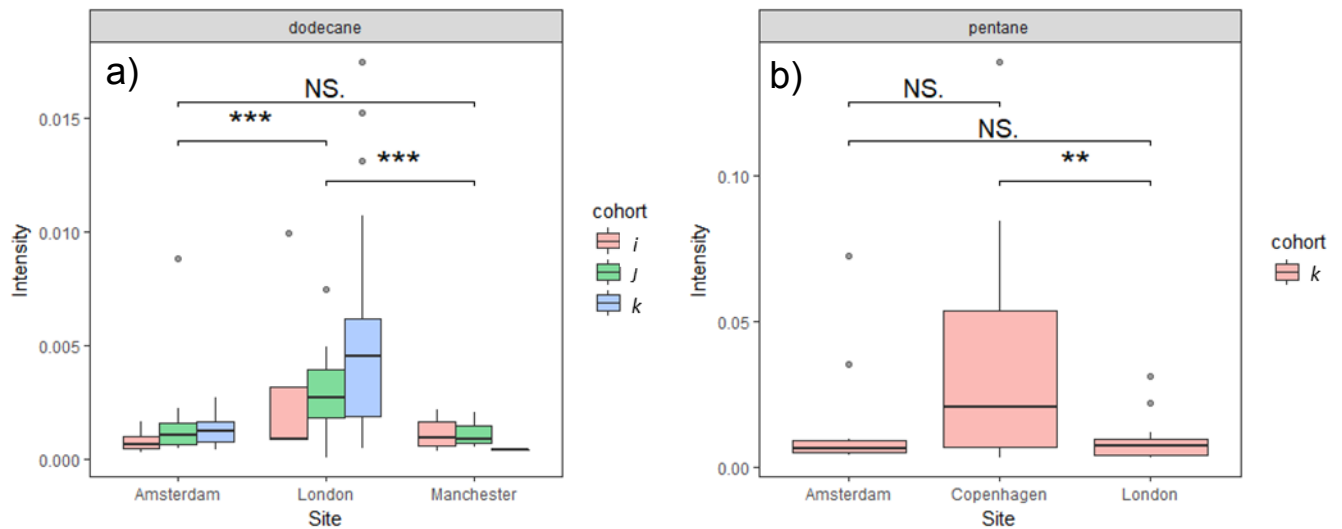 dodecane
a)
NS.
***
***
0.015
0.010
0.005
0.000
Intensity
Amsterdam London Manchester
Site
cohort
i
J
k
pentane
b)
NS.
NS.
**
0.10
0.05
0.00
Intensity
Amsterdam Copenhagen London
Site
cohort
k